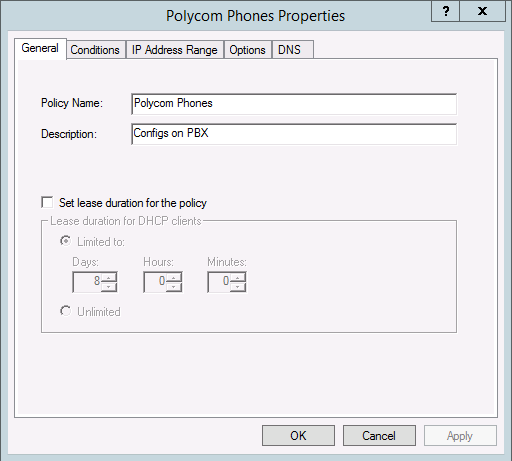 Polycom Phones Properties
? X
General Conditions IP Address Range Options DNS
Policy Name: Polycom Phones
Description: Configs on PBX
Set lease duration for the policy
Lease duration for DHCP clients
Limited to:
Days: Hours: Minutes:
8 0 0
Unlimited
OK Cancel Apply